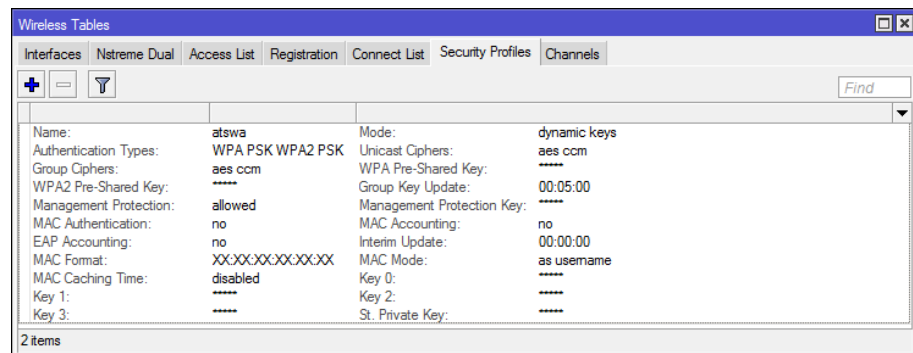 Wireless Tables
Interfaces Nstreme Dual Access List Registration Connect List Security Profiles Channels
Find
Name: atswa Mode: dynamic keys
Authentication Types: WPA PSK WPA2 PSK Unicast Ciphers: aes ccm
Group Ciphers: aes ccm WPA Pre-Shared Key: *****
WPA2 Pre-Shared Key: ***** Group Key Update: 00:05:00
Management Protection: allowed Management Protection Key: *****
MAC Authentication: no MAC Accounting: no
EAP Accounting: no Interim Update: 00:00:00
MAC Format: XX:XX:XX:XX:XX:XX MAC Mode: as username
MAC Caching Time: disabled Key 0: *****
Key 1: ***** Key 2: *****
Key 3: ***** St. Private Key: *****
2 items